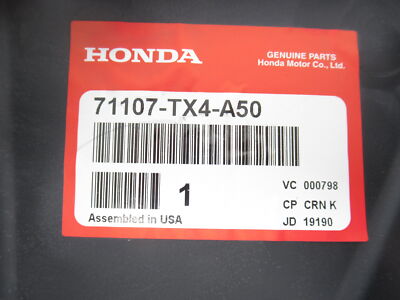 HONDA
GENUINE PARTS
Honda Motor Co., Ltd.
71107-TX4-A50
1
VC 000798
CP CRN K
JD 19190
Assembled in USA